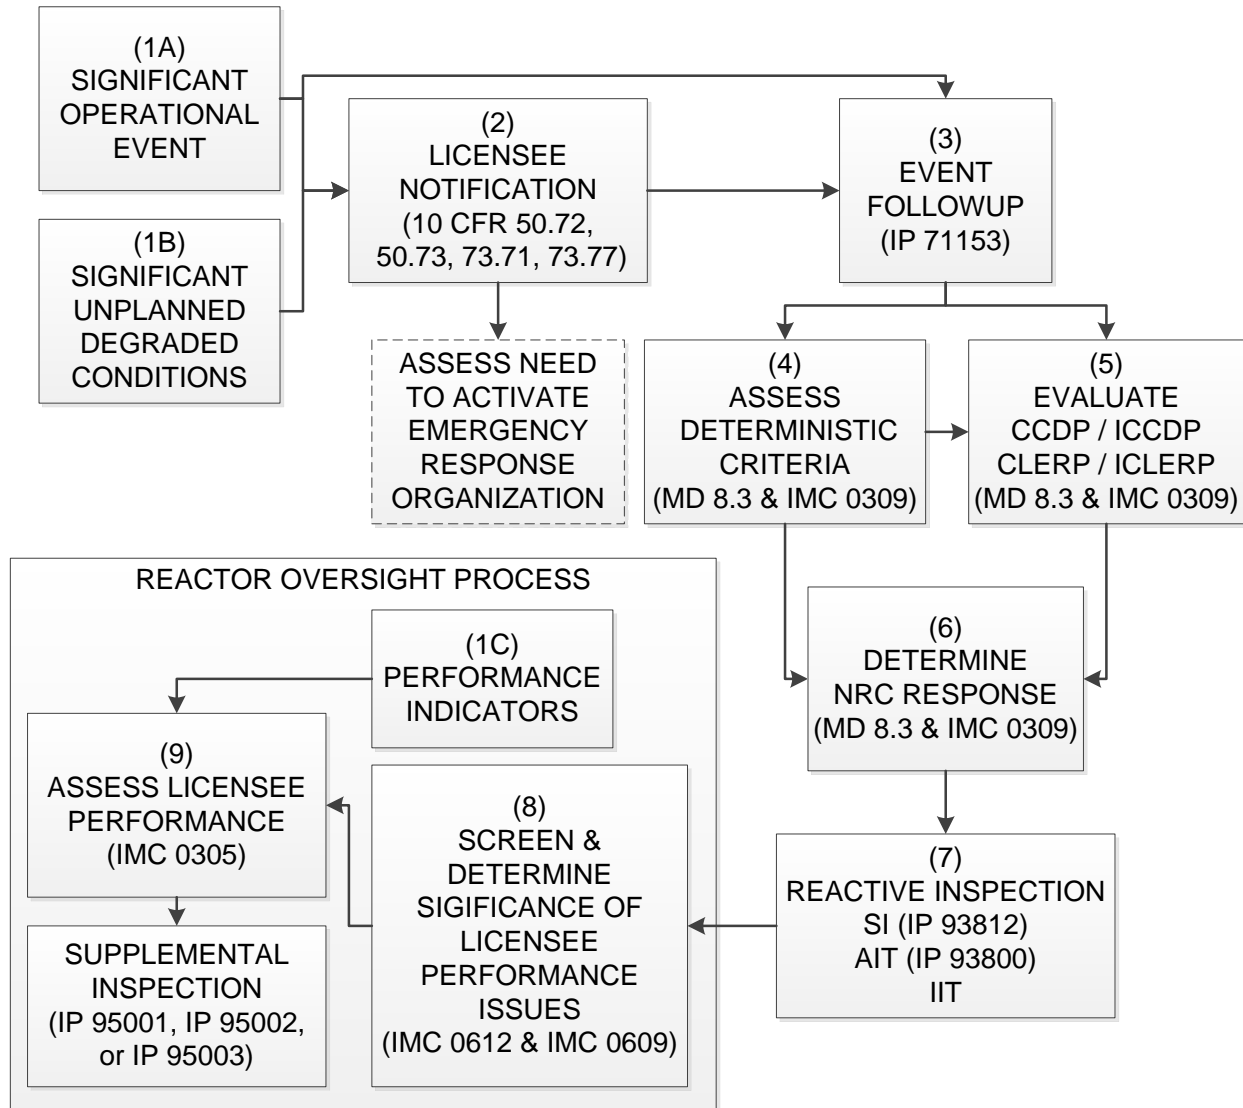 (1A)
SIGNIFICANT
OPERATIONAL
EVENT
(1B)
SIGNIFICANT
UNPLANNED
DEGRADED
CONDITIONS
(2)
LICENSEE
NOTIFICATION
(10 CFR 50.72,
50.73, 73.71, 73.77)
(3)
EVENT
FOLLOWUP
(IP 71153)
ASSESS NEED
TO ACTIVATE
EMERGENCY
RESPONSE
ORGANIZATION
(4)
ASSESS
DETERMINISTIC
CRITERIA
(MD 8.3 & IMC 0309)
(5)
EVALUATE
CCDP / ICCDP
CLERP / ICLERP
(MD 8.3 & IMC 0309)
(6)
DETERMINE
NRC RESPONSE
(MD 8.3 & IMC 0309)
(7)
REACTIVE INSPECTION
SI (IP 93812)
AIT (IP 93800)
IIT
REACTOR OVERSIGHT PROCESS
(1C)
PERFORMANCE
INDICATORS
(8)
SCREEN &
DETERMINE
SIGIFICANCE OF
LICENSEE
PERFORMANCE
ISSUES
(IMC 0612 & IMC 0609)
(9)
ASSESS LICENSEE
PERFORMANCE
(IMC 0305)
SUPPLEMENTAL
INSPECTION
(IP 95001, IP 95002,
or IP 95003)